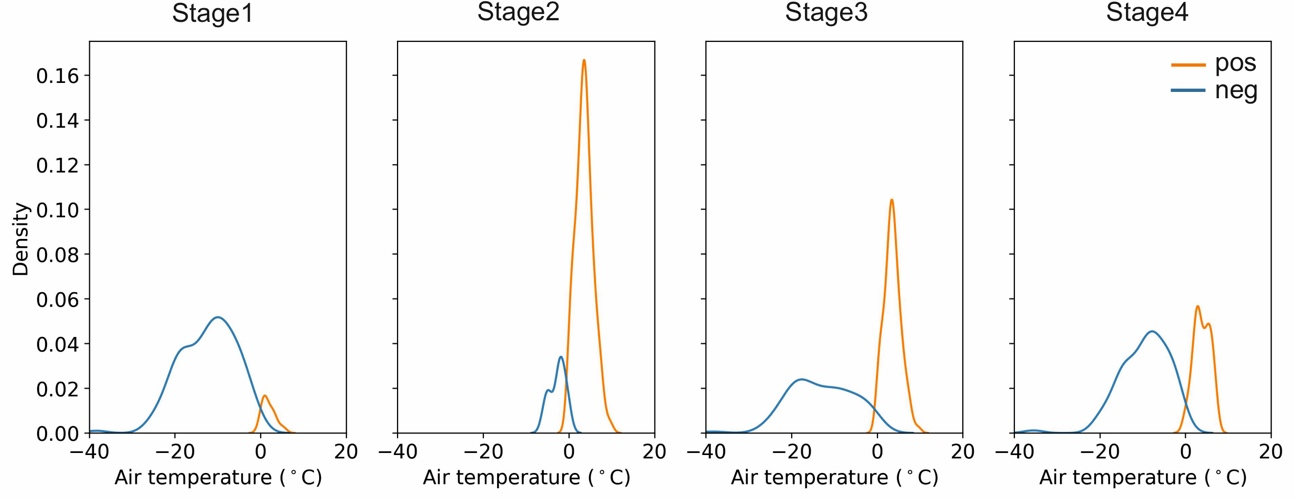 Stage1 Stage2 Stage3 Stage4
pos
neg
0.16
0.14
0.12
0.10
0.08
0.06
0.04
0.02
0.00
Density
−40 −20 0 20 −40 −20 0 20 −40 −20 0 20 −40 −20 0 20
Air temperature (°C) Air temperature (°C) Air temperature (°C) Air temperature (°C)